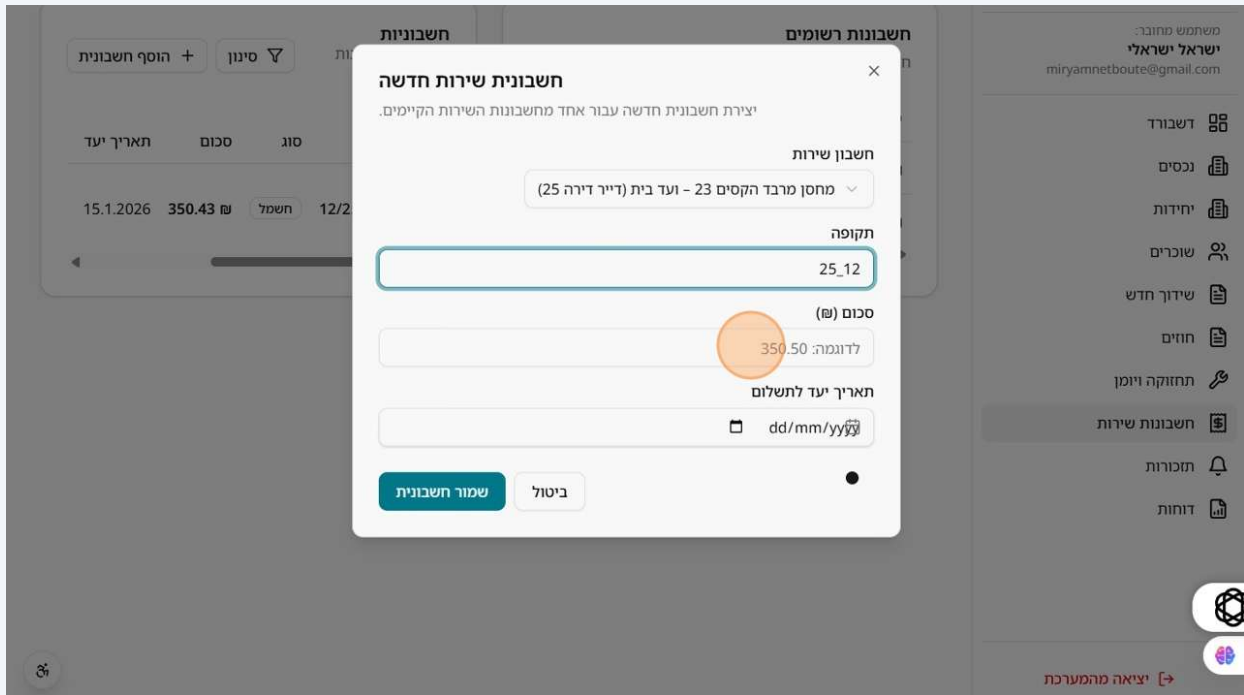 משתמש מחובר:
ישראל ישראלי
miryamnetboute@gmail.com
דשבורד
נכסים
יחידות
שוכרים
שידוך חדש
חוזים
תחזוקה ויומן
חשבונות שירות
תזכורות
דוחות
יציאה מהמערכת
חשבונות רשומים
חשבוניות
סינון
הוסף חשבונית
סוג
סכום
תאריך יעד
12/2
חשמל
350.43 ₪
15.1.2026
חשבונית שירות חדשה
יצירת חשבונית חדשה עבור אחד מחשבונות השירות הקיימים.
חשבון שירות
מחסן מרבד הקסים 23 – ועד בית (דייר דירה 25)
תקופה
25_12
סכום (₪)
לדוגמה: 350.50
תאריך יעד לתשלום
dd/mm/yyyy
ביטול
שמור חשבונית